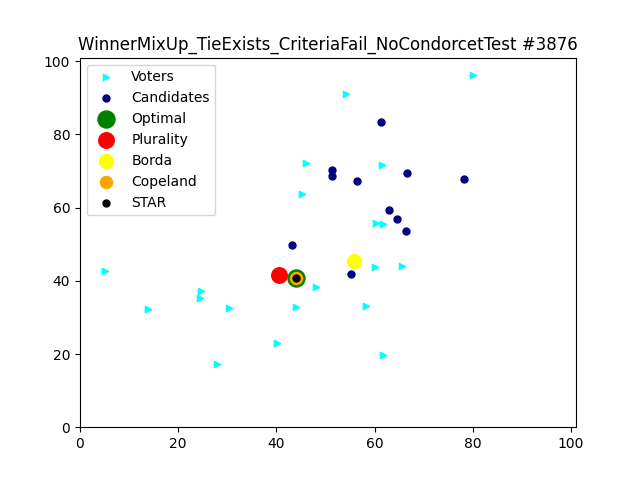 WinnerMixUp_TieExists_CriteriaFail_NoCondorcetTest #3876
Voters
Candidates
Optimal
Plurality
Borda
Copeland
STAR
100
80
60
40
20
0
0 20 40 60 80 100